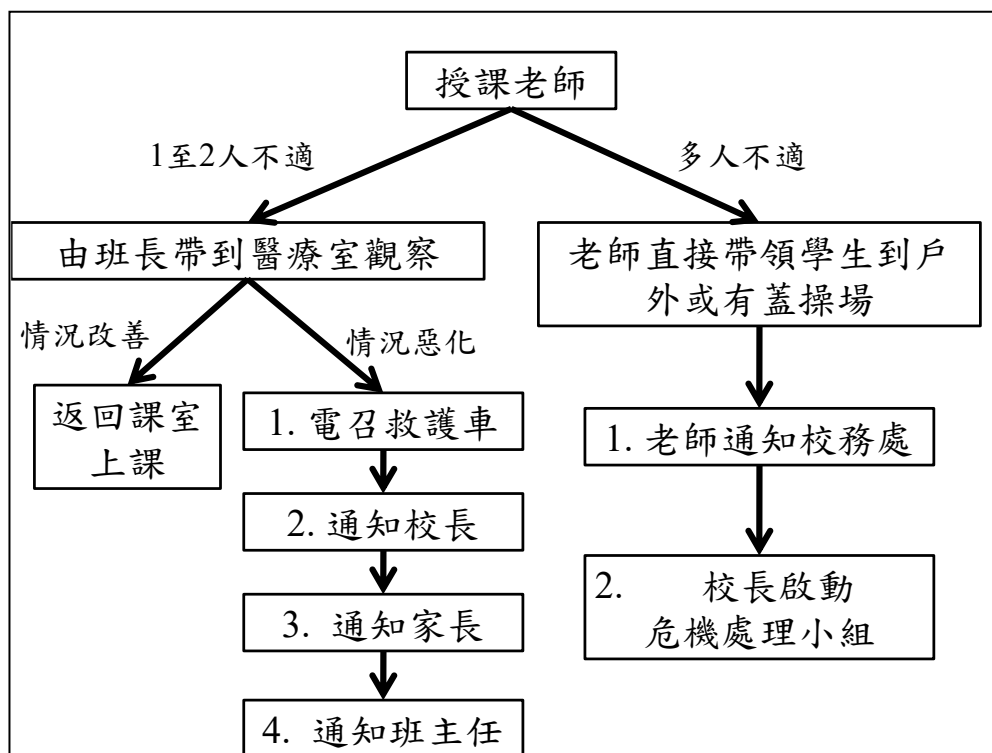 授課老師
1至2人不適
多人不適
由班長帶到醫療室觀察
老師直接帶領學生到戶
外或有蓋操場
情況改善
情況惡化
返回課室
上課
1. 電召救護車
1. 老師通知校務處
2. 通知校長
2. 校長啟動
危機處理小組
3. 通知家長
4. 通知班主任